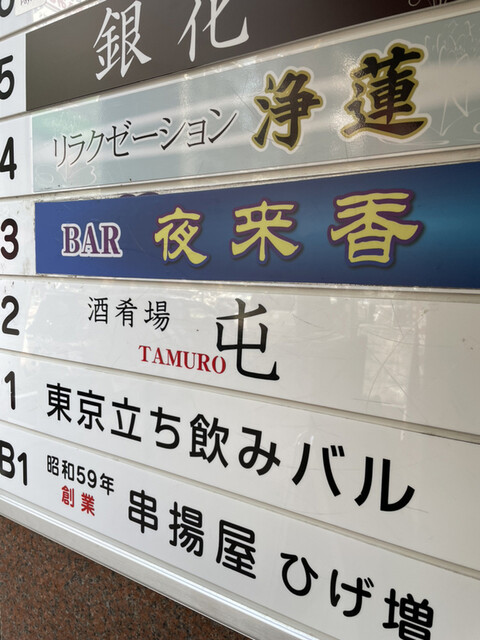 5 銀花
4 リラクゼーション 浄蓮
3 BAR 夜来香
2 酒肴場 屯
TAMURO
1 東京立ち飲みバル
B1 昭和59年 串揚屋 ひげ増
創業